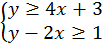 y ≥ 4x + 3
y − 2x ≥ 1